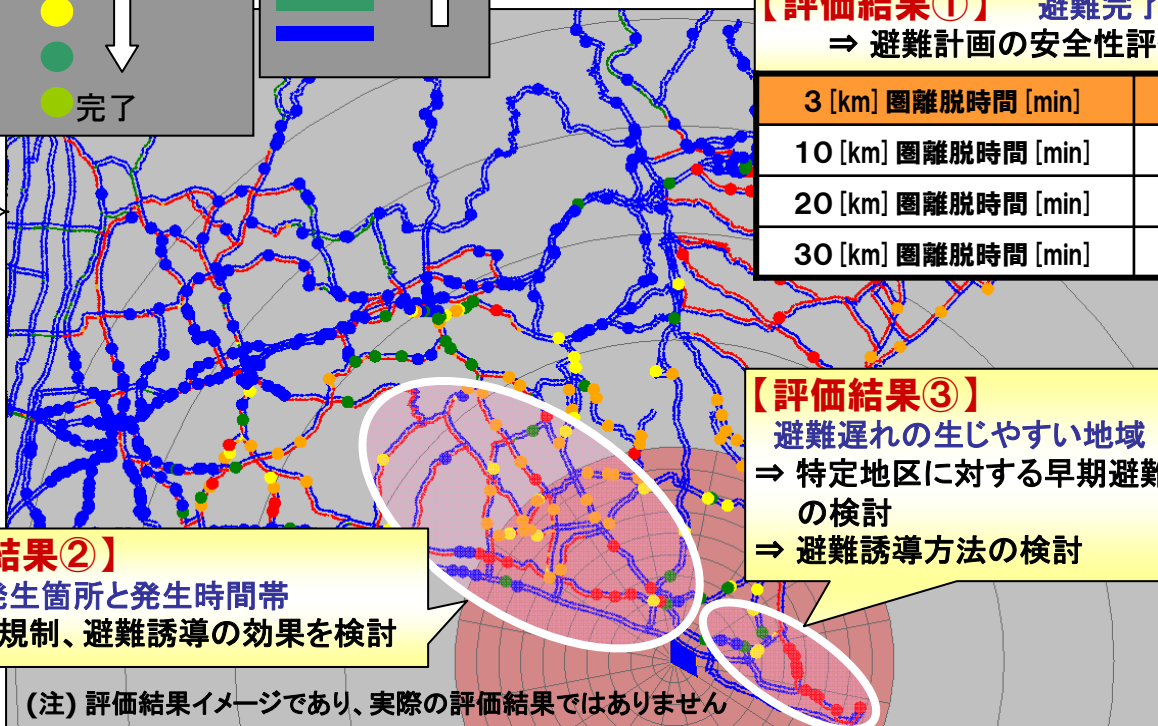 完了
【評価結果①】 避難完了
⇒ 避難計画の安全性評
3 [km] 圏離脱時間 [min]
10 [km] 圏離脱時間 [min]
20 [km] 圏離脱時間 [min]
30 [km] 圏離脱時間 [min]
【評価結果③】
避難遅れの生じやすい地域
⇒ 特定地区に対する早期避難
の検討
⇒ 避難誘導方法の検討
結果②】
発生箇所と発生時間帯
規制、避難誘導の効果を検討
(注) 評価結果イメージであり、実際の評価結果ではありません